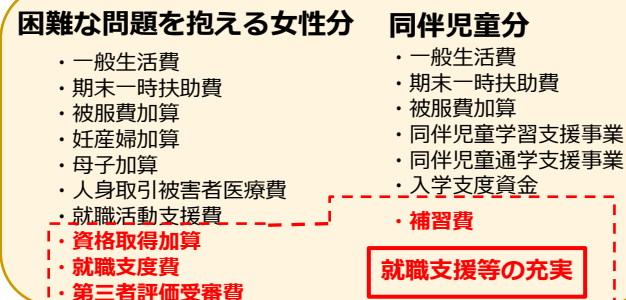 困難な問題を抱える女性分
・一般生活費
・期末一時扶助費
・被服費加算
・妊産婦加算
・母子加算
・人身取引被害者医療費
・就職活動支援費
・資格取得加算
・就職支度費
・第三者評価受審費
同伴児童分
・一般生活費
・期末一時扶助費
・被服費加算
・同伴児童学習支援事業
・同伴児童通学支援事業
・入学支度資金
・補習費
就職支援等の充実